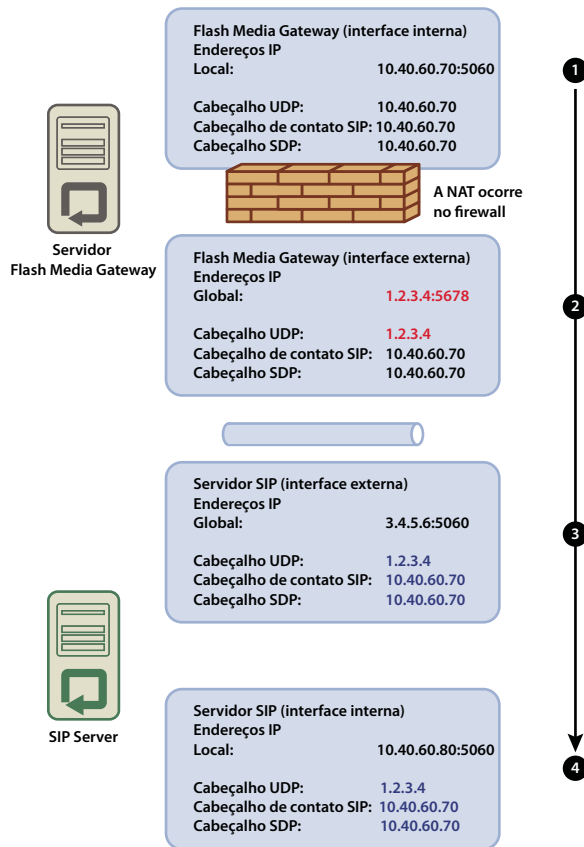 Flash Media Gateway (interface interna)
Endereços IP
Local: 10.40.60.70:5060
Cabeçalho UDP: 10.40.60.70
Cabeçalho de contato SIP: 10.40.60.70
Cabeçalho SDP: 10.40.60.70
1
A NAT ocorre
no firewall
Servidor
Flash Media Gateway
Flash Media Gateway (interface externa)
Endereços IP
Global: 1.2.3.4:5678
Cabeçalho UDP: 1.2.3.4
Cabeçalho de contato SIP: 10.40.60.70
Cabeçalho SDP: 10.40.60.70
2
Servidor SIP (interface externa)
Endereços IP
Global: 3.4.5.6:5060
Cabeçalho UDP: 1.2.3.4
Cabeçalho de contato SIP: 10.40.60.70
Cabeçalho SDP: 10.40.60.70
3
SIP Server
Servidor SIP (interface interna)
Endereços IP
Local: 10.40.60.80:5060
Cabeçalho UDP: 1.2.3.4
Cabeçalho de contato SIP: 10.40.60.70
Cabeçalho SDP: 10.40.60.70
4